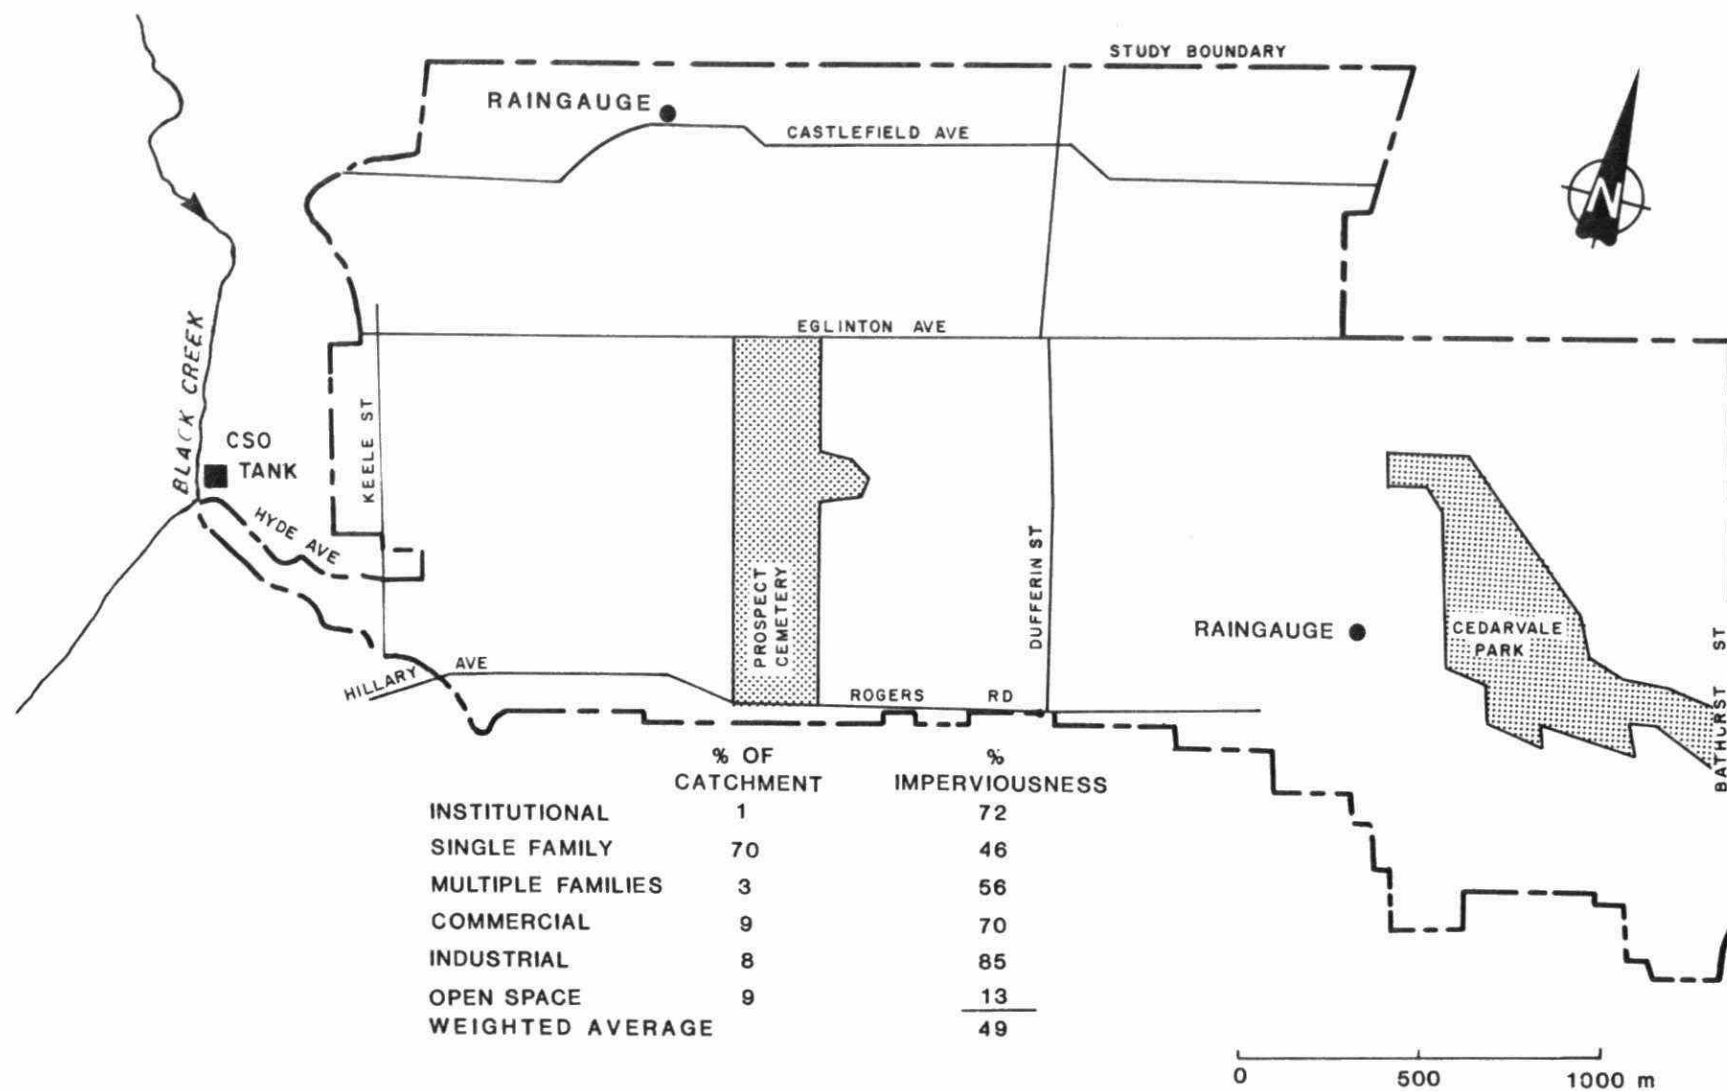 STUDY BOUNDARY
RAINGAUGE
CASTLEFIELD AVE
N
EGLINTON AVE
BLACK CREEK
CSO
TANK
KEELE ST
HYDE AVE
PROSPECT
CEMETERY
DUFFERIN ST
RAINGAUGE
CEDARVALE
PARK
BATHURST ST
HILLARY AVE
ROGERS RD
% OF CATCHMENT % IMPERVIOUSNESS
INSTITUTIONAL 1 72
SINGLE FAMILY 70 46
MULTIPLE FAMILIES 3 56
COMMERCIAL 9 70
INDUSTRIAL 8 85
OPEN SPACE 9 13
WEIGHTED AVERAGE 49
0 500 1000 m